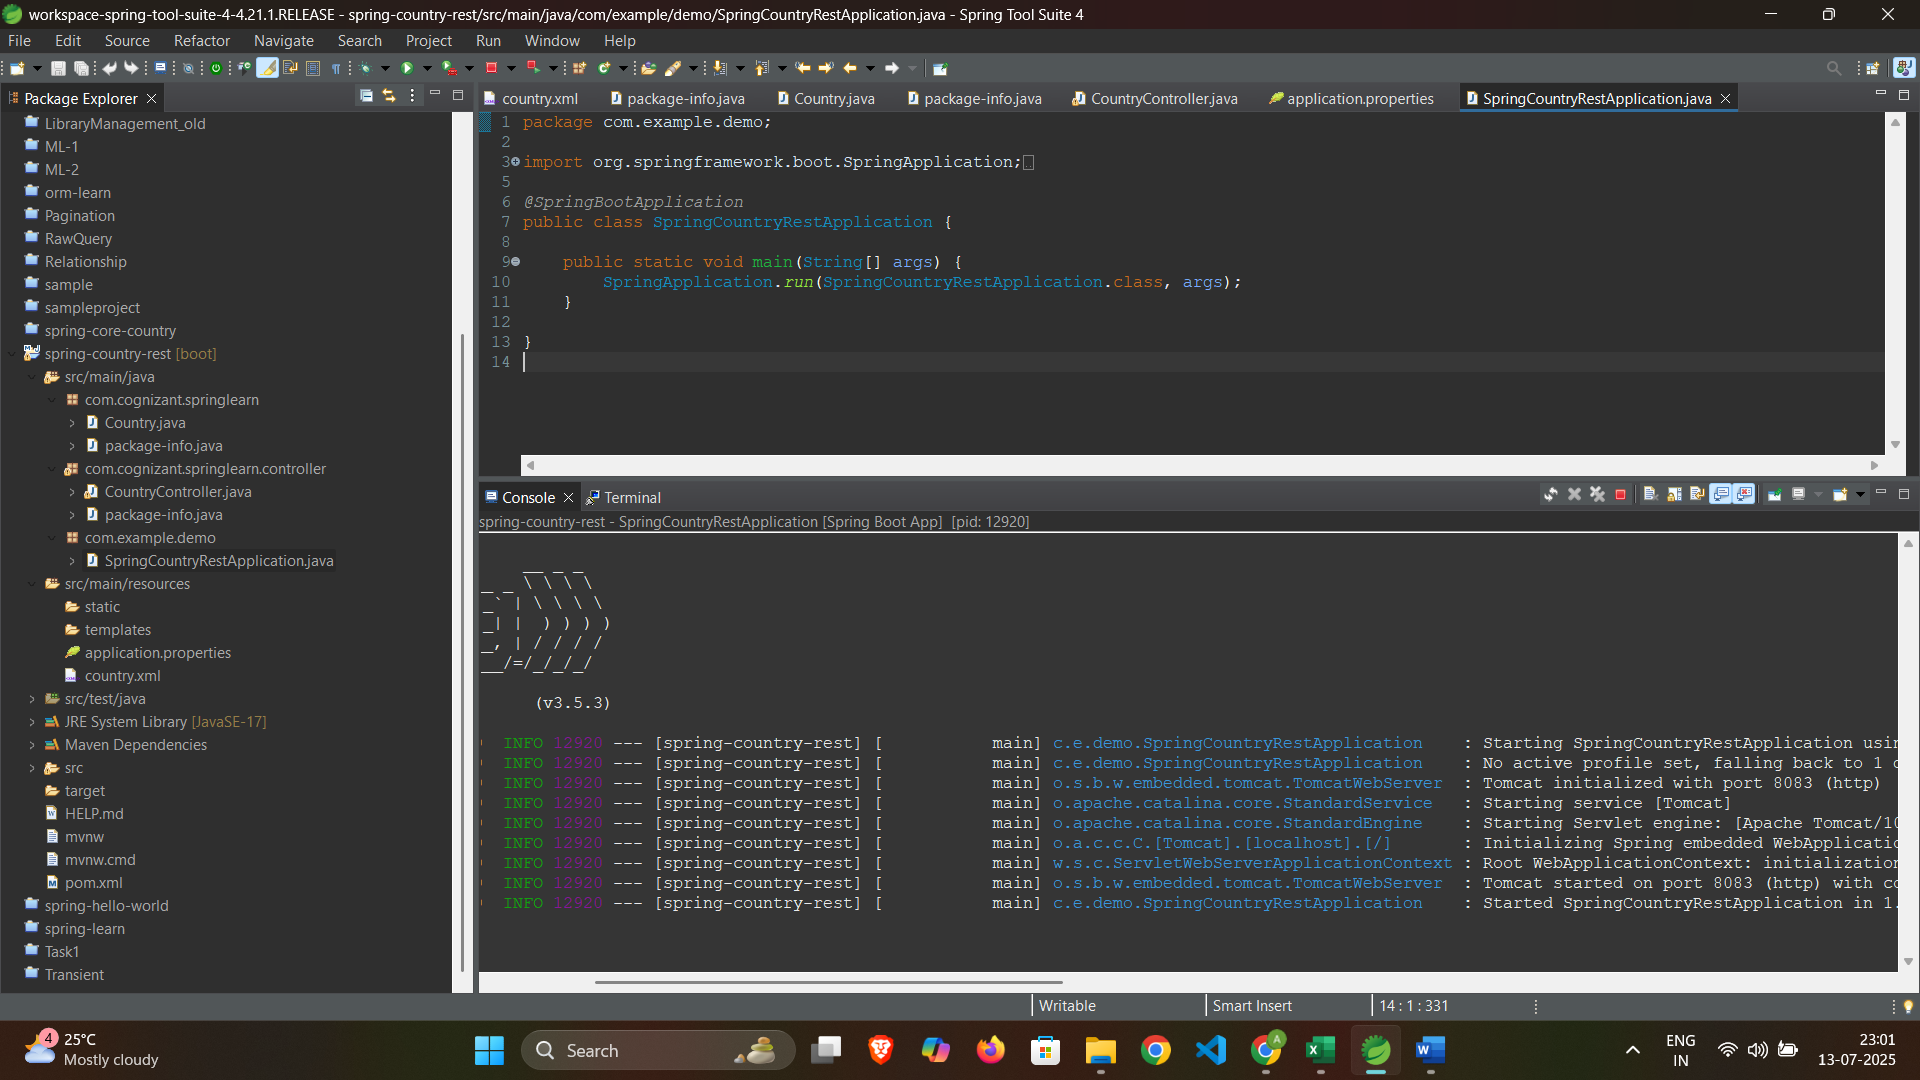 workspace-spring-tool-suite-4-4.21.1.RELEASE - spring-country-rest/src/main/java/com/example/demo/SpringCountryRestApplication.java - Spring Tool Suite 4
File Edit Source Refactor Navigate Search Project Run Window Help
Package Explorer
LibraryManagement_old
ML-1
ML-2
orm-learn
Pagination
RawQuery
Relationship
sample
sampleproject
spring-core-country
spring-country-rest [boot]
src/main/java
com.cognizant.springlearn
Country.java
package-info.java
com.cognizant.springlearn.controller
CountryController.java
package-info.java
com.example.demo
SpringCountryRestApplication.java
src/main/resources
static
templates
application.properties
country.xml
src/test/java
JRE System Library [JavaSE-17]
Maven Dependencies
src
target
HELP.md
mvnw
mvnw.cmd
pom.xml
spring-hello-world
spring-learn
Task1
Transient
country.xml package-info.java Country.java package-info.java CountryController.java application.properties SpringCountryRestApplication.java
1 package com.example.demo;
2
3 import org.springframework.boot.SpringApplication;
5
6 @SpringBootApplication
7 public class SpringCountryRestApplication {
8
9 public static void main(String[] args) {
10 SpringApplication.run(SpringCountryRestApplication.class, args);
11 }
12
13 }
14
Console Terminal
spring-country-rest - SpringCountryRestApplication [Spring Boot App] [pid: 12920]
__ _ _
_ _ \ \ \ \
_` | \ \ \ \
_| | ) ) ) )
_, | / / / /
__/=/_/_/_/
(v3.5.3)
INFO 12920 --- [spring-country-rest] [ main] c.e.demo.SpringCountryRestApplication : Starting SpringCountryRestApplication usin
INFO 12920 --- [spring-country-rest] [ main] c.e.demo.SpringCountryRestApplication : No active profile set, falling back to 1
INFO 12920 --- [spring-country-rest] [ main] o.s.b.w.embedded.tomcat.TomcatWebServer : Tomcat initialized with port 8083 (http)
INFO 12920 --- [spring-country-rest] [ main] o.apache.catalina.core.StandardService : Starting service [Tomcat]
INFO 12920 --- [spring-country-rest] [ main] o.apache.catalina.core.StandardEngine : Starting Servlet engine: [Apache Tomcat/10
INFO 12920 --- [spring-country-rest] [ main] o.a.c.c.C.[Tomcat].[localhost].[/] : Initializing Spring embedded WebApplicatio
INFO 12920 --- [spring-country-rest] [ main] w.s.c.ServletWebServerApplicationContext : Root WebApplicationContext: initialization
INFO 12920 --- [spring-country-rest] [ main] o.s.b.w.embedded.tomcat.TomcatWebServer : Tomcat started on port 8083 (http) with co
INFO 12920 --- [spring-country-rest] [ main] c.e.demo.SpringCountryRestApplication : Started SpringCountryRestApplication in 1.
Writable Smart Insert 14 : 1 : 331
4
25°C
Mostly cloudy
Search
A
ENG
IN
23:01
13-07-2025